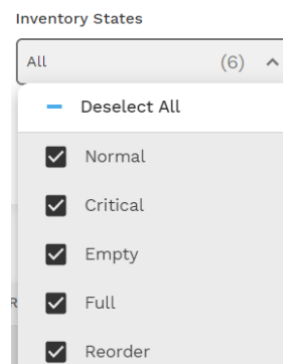 Inventory States
All (6)
Deselect All
Normal
Critical
Empty
Full
R
Reorder